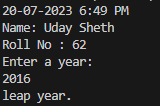 20-07-2023 6:49 PM
Name: Uday Sheth
Roll No : 62
Enter a year:
2016
leap year.